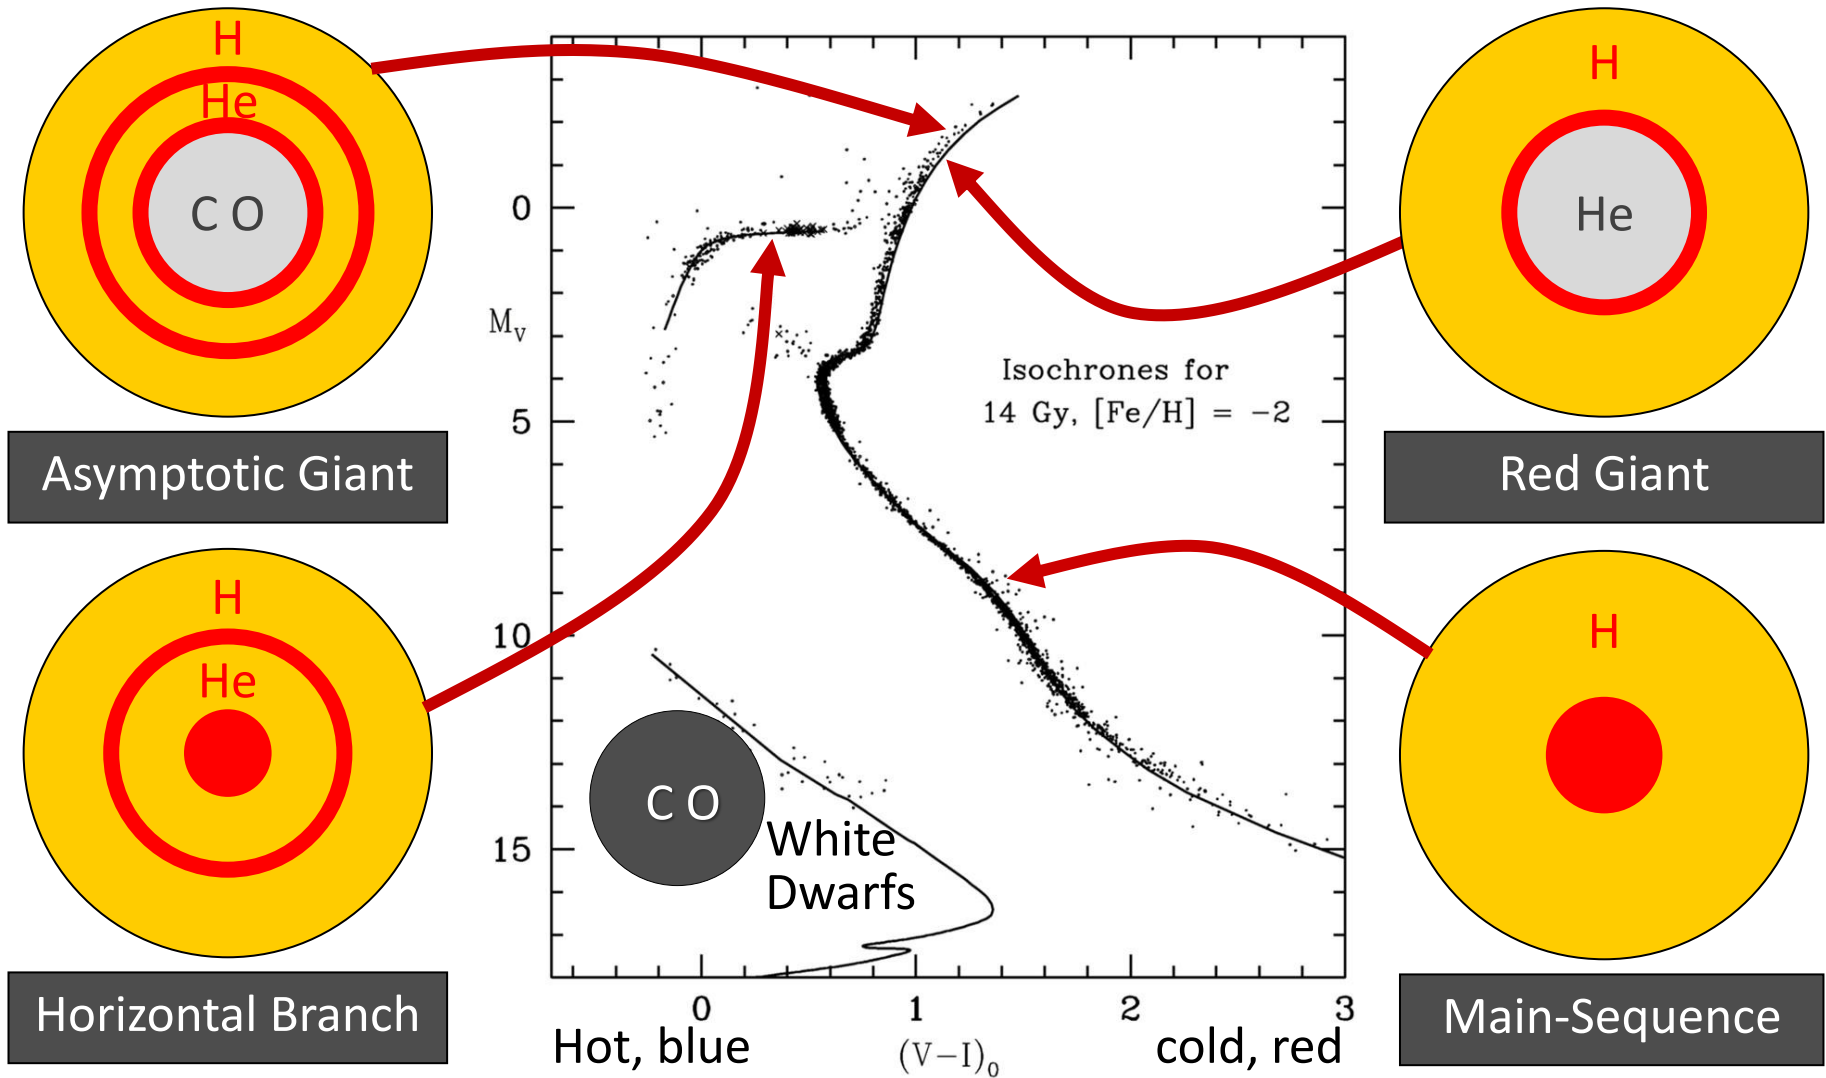 H
He
C O
Asymptotic Giant
H
He
Horizontal Branch
H
He
Red Giant
H
Main-Sequence
0
5
10
15
M_V
Isochrones for
14 Gy, [Fe/H] = −2
C O
White
Dwarfs
0 1 2 3
Hot, blue
(V−I)₀
cold, red